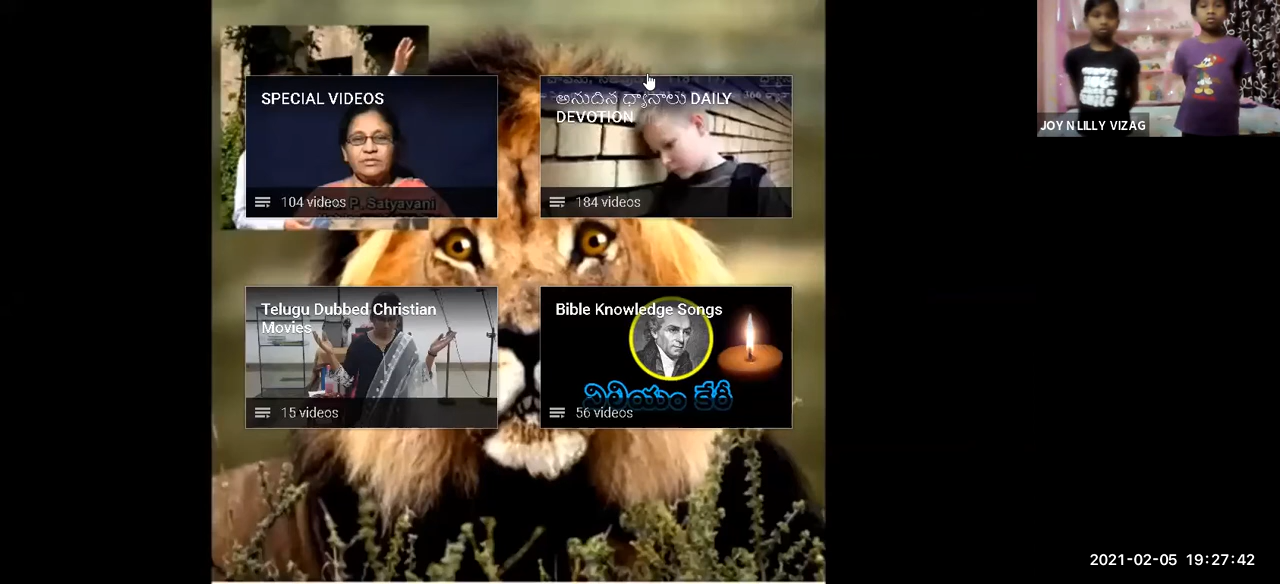 SPECIAL VIDEOS
P. Satyavani
104 videos
అనుదిన ధ్యానాలు DAILY
DEVOTION
184 videos
JOY N LILLY VIZAG
Telugu Dubbed Christian
Movies
15 videos
Bible Knowledge Songs
విలియం కేరీ
56 videos
2021-02-05 19:27:42